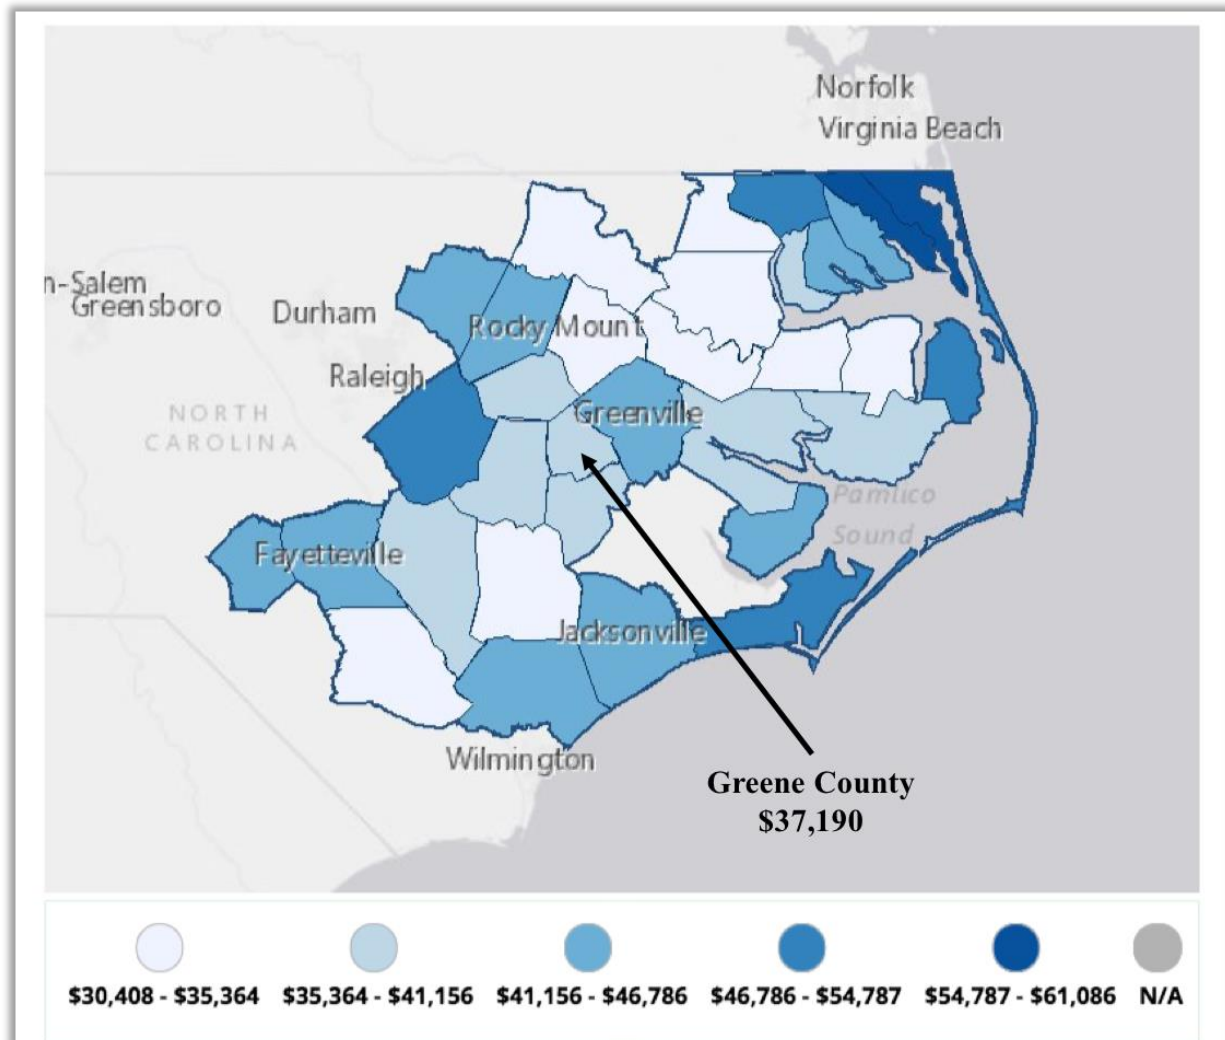 Norfolk
Virginia Beach
n-Salem
Greensboro
Durham
Rocky Mount
Raleigh
NORTH
CAROLINA
Greenville
Pamlico
Sound
Fayetteville
Jacksonville
Wilmington
Greene County
$37,190
$30,408 - $35,364
$35,364 - $41,156
$41,156 - $46,786
$46,786 - $54,787
$54,787 - $61,086
N/A